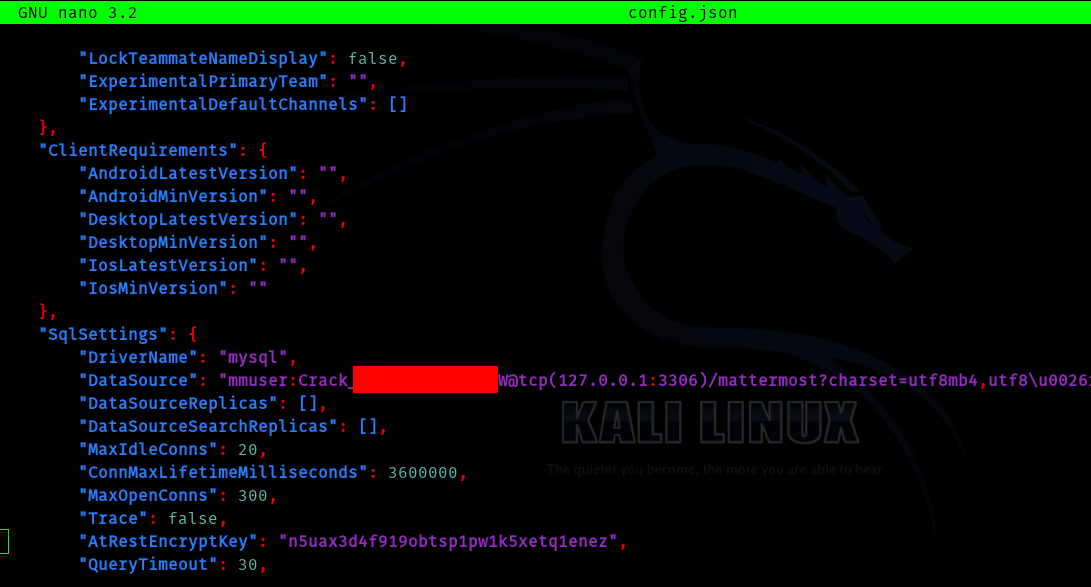 GNU nano 3.2 config.json
"LockTeammateNameDisplay": false,
"ExperimentalPrimaryTeam": "",
"ExperimentalDefaultChannels": []
},
"ClientRequirements": {
"AndroidLatestVersion": "",
"AndroidMinVersion": "",
"DesktopLatestVersion": "",
"DesktopMinVersion": "",
"IosLatestVersion": "",
"IosMinVersion": ""
},
"SqlSettings": {
"DriverName": "mysql",
"DataSource": "mmuser:Crack_ W@tcp(127.0.0.1:3306)/mattermost?charset=utf8mb4,utf8\u0026
"DataSourceReplicas": [],
"DataSourceSearchReplicas": [],
"MaxIdleConns": 20,
"ConnMaxLifetimeMilliseconds": 3600000,
"MaxOpenConns": 300,
"Trace": false,
"AtRestEncryptKey": "n5uax3d4f919obtsp1pw1k5xetq1enez",
"QueryTimeout": 30,
KALI LINUX
The quieter you become, the more you are able to hear